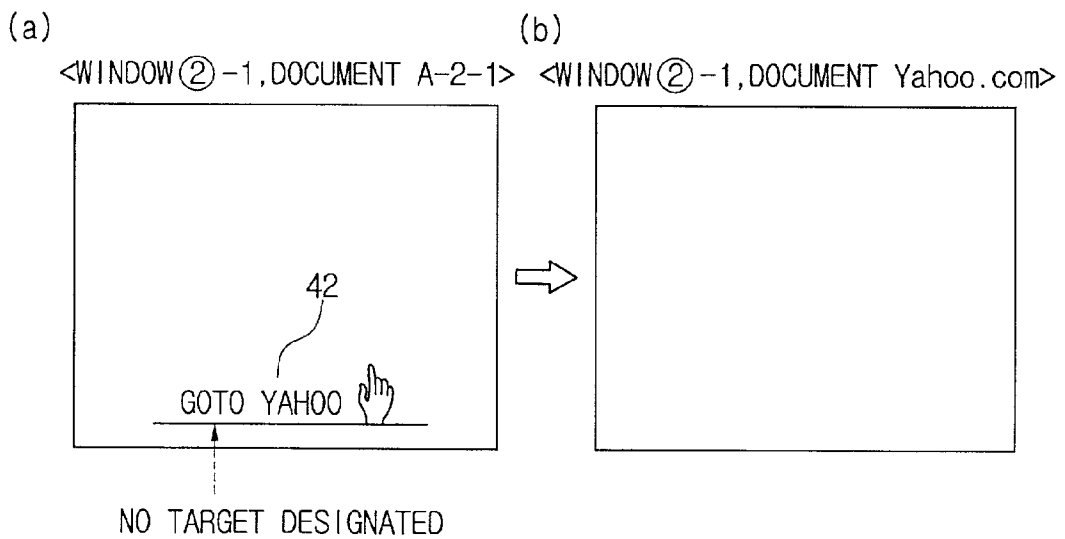 (a)
<WINDOW②-1,DOCUMENT A-2-1>
42
GOTO YAHOO
NO TARGET DESIGNATED
(b)
<WINDOW②-1,DOCUMENT Yahoo.com>